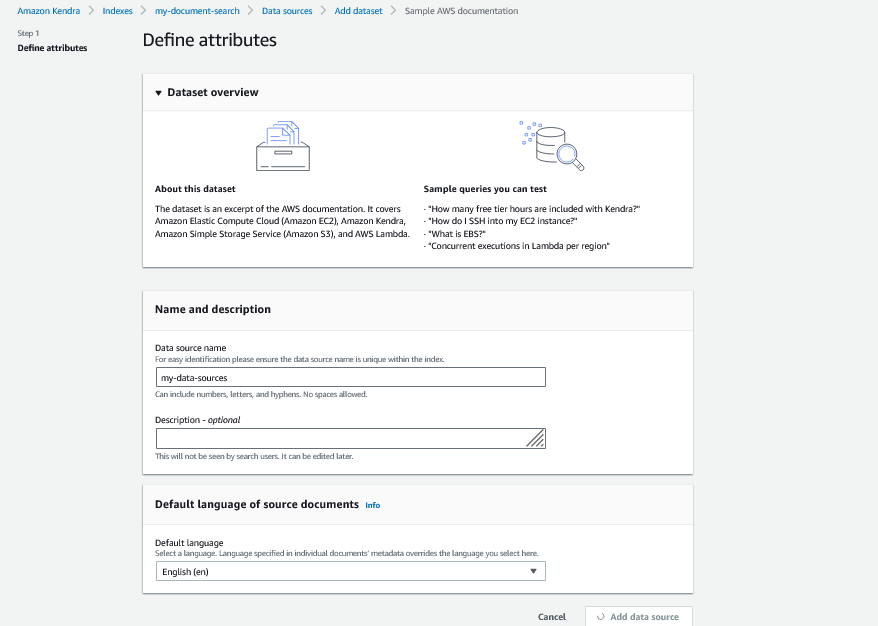 Amazon Kendra > Indexes > my-document-search > Data sources > Add dataset > Sample AWS documentation
Step 1
Define attributes
Define attributes
Dataset overview
About this dataset
The dataset is an excerpt of the AWS documentation. It covers
Amazon Elastic Compute Cloud (Amazon EC2), Amazon Kendra,
Amazon Simple Storage Service (Amazon S3), and AWS Lambda.
Sample queries you can test
· "How many free tier hours are included with Kendra?"
· "How do I SSH into my EC2 instance?"
· "What is EBS?"
· "Concurrent executions in Lambda per region"
Name and description
Data source name
For easy identification please ensure the data source name is unique within the index.
my-data-sources
Can include numbers, letters, and hyphens. No spaces allowed.
Description - optional
This will not be seen by search users. It can be edited later.
Default language of source documents Info
Default language
Select a language. Language specified in individual documents' metadata overrides the language you select here.
English (en)
Cancel
Add data source